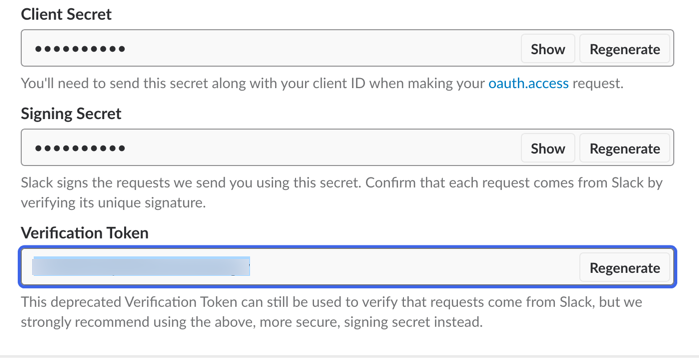 Client Secret
•••••••••• Show Regenerate
You'll need to send this secret along with your client ID when making your oauth.access request.
Signing Secret
•••••••••• Show Regenerate
Slack signs the requests we send you using this secret. Confirm that each request comes from Slack by
verifying its unique signature.
Verification Token
Regenerate
This deprecated Verification Token can still be used to verify that requests come from Slack, but we
strongly recommend using the above, more secure, signing secret instead.